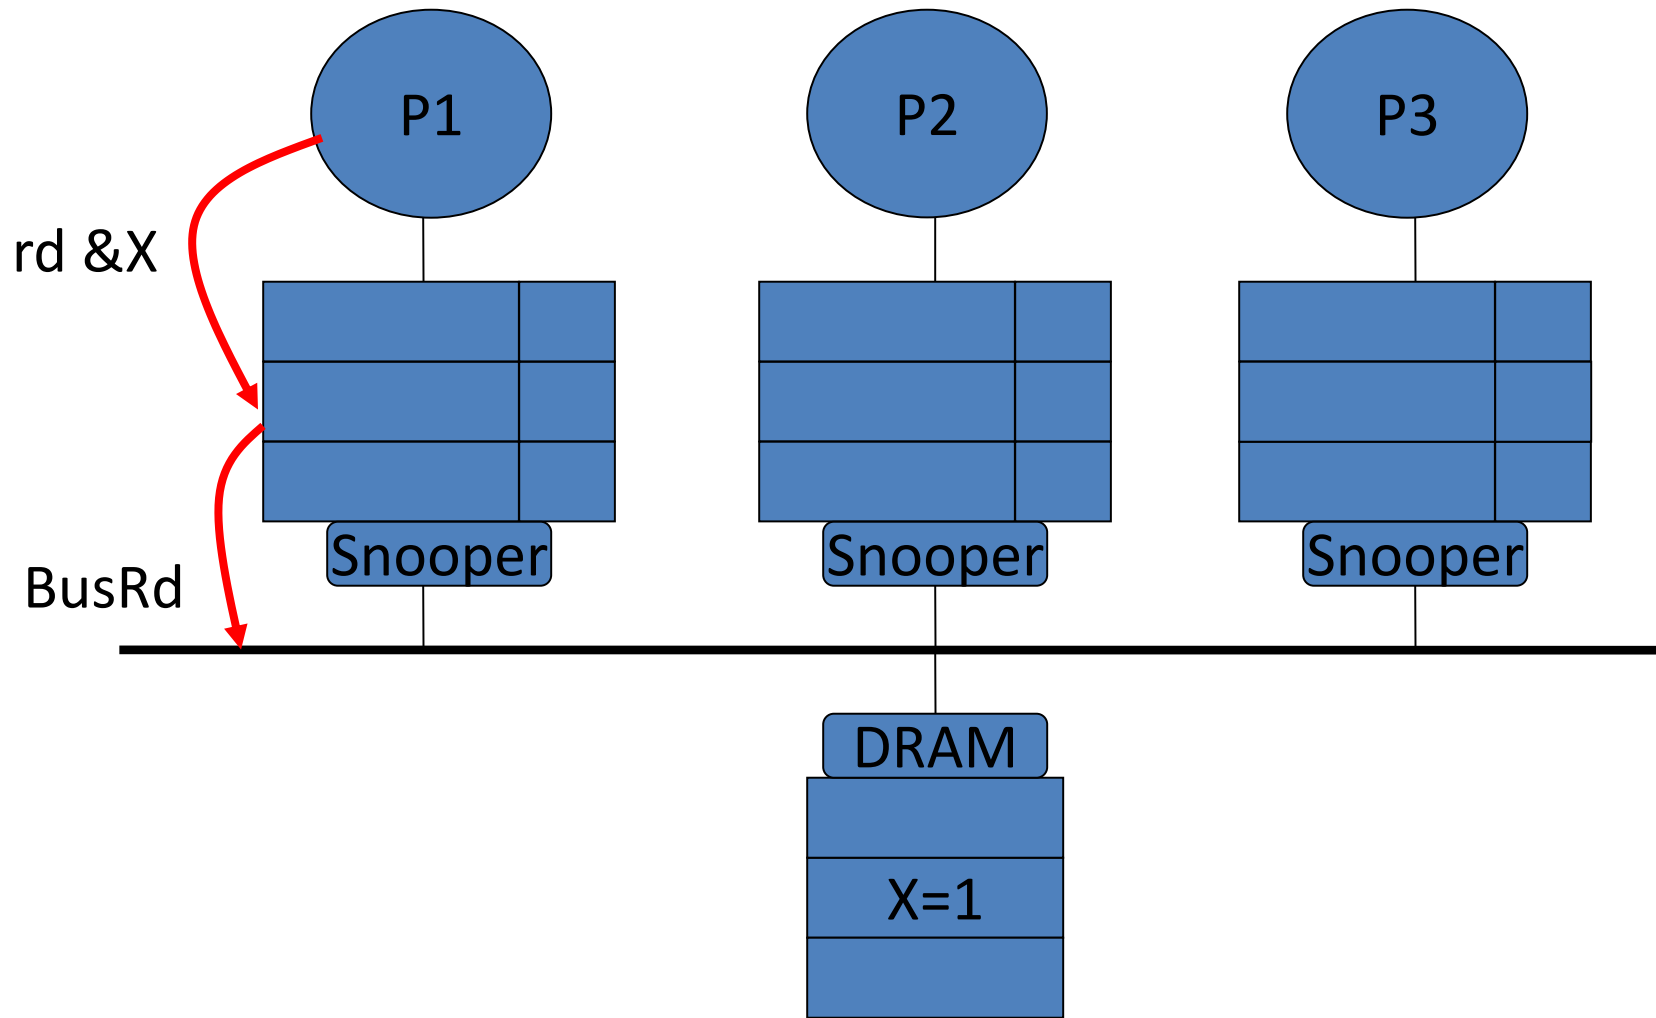 P1
P2
P3
rd &X
Snooper
Snooper
Snooper
BusRd
DRAM
X=1